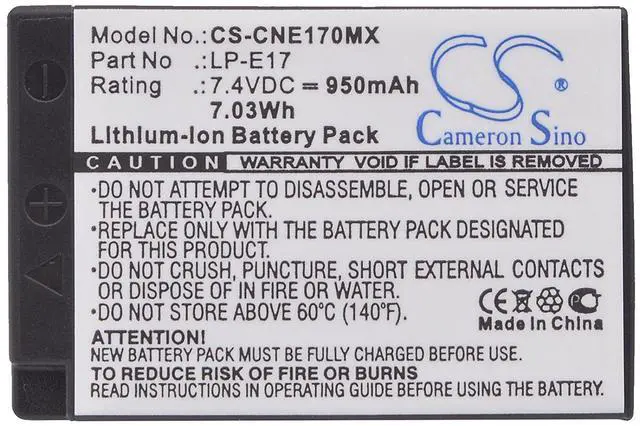 Model No.: CS-CNE170MX
Part No : LP-E17
Rating : 7.4VDC = 950mAh
7.03Wh
Lithium-Ion Battery Pack
CS
Cameron Sino
CAUTION WARRANTY VOID IF LABEL IS REMOVED
•DO NOT ATTEMPT TO DISASSEMBLE, OPEN OR SERVICE
THE BATTERY PACK.
•REPLACE ONLY WITH THE BATTERY PACK DESIGNATED
FOR THIS PRODUCT.
•DO NOT CRUSH, PUNCTURE, SHORT EXTERNAL CONTACTS
OR DISPOSE OF IN FIRE OR WATER.
•DO NOT STORE ABOVE 60°C (140°F).
CE
Made in China
ATTENTION!
NEW BATTERY PACK MUST BE FULLY CHARGED BEFORE USE.
TO REDUCE RISK OF FIRE OR BURNS
READ INSTRUCTIONS IN OWNERS MANUAL BEFORE USING.